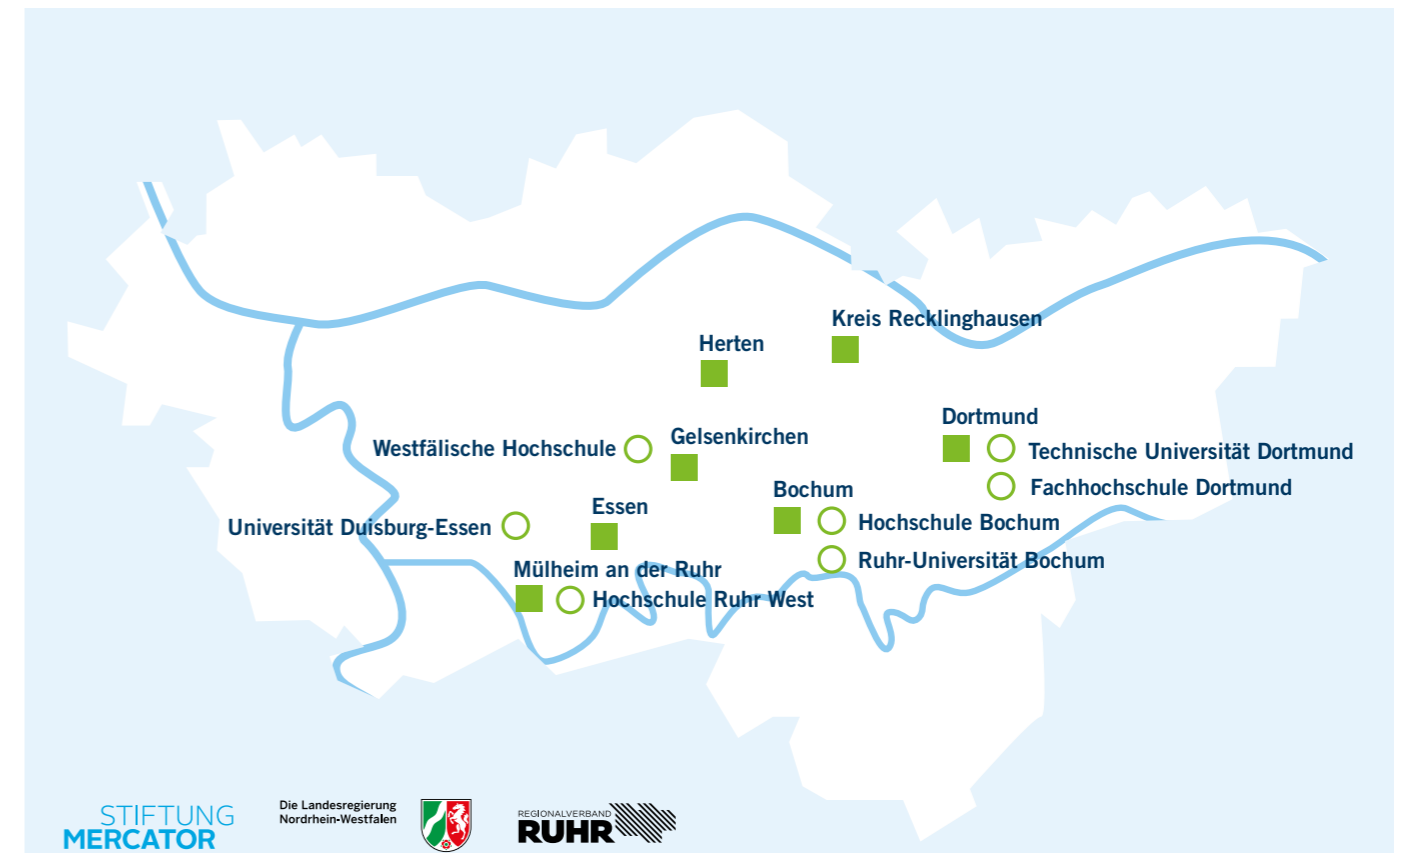 Kreis Recklinghausen
Herten
Dortmund
Gelsenkirchen
Westfälische Hochschule
Technische Universität Dortmund
Fachhochschule Dortmund
Bochum
Essen
Hochschule Bochum
Universität Duisburg-Essen
Ruhr-Universität Bochum
Mülheim an der Ruhr
Hochschule Ruhr West
STIFTUNG
MERCATOR
Die Landesregierung
Nordrhein-Westfalen
REGIONALVERBAND
RUHR